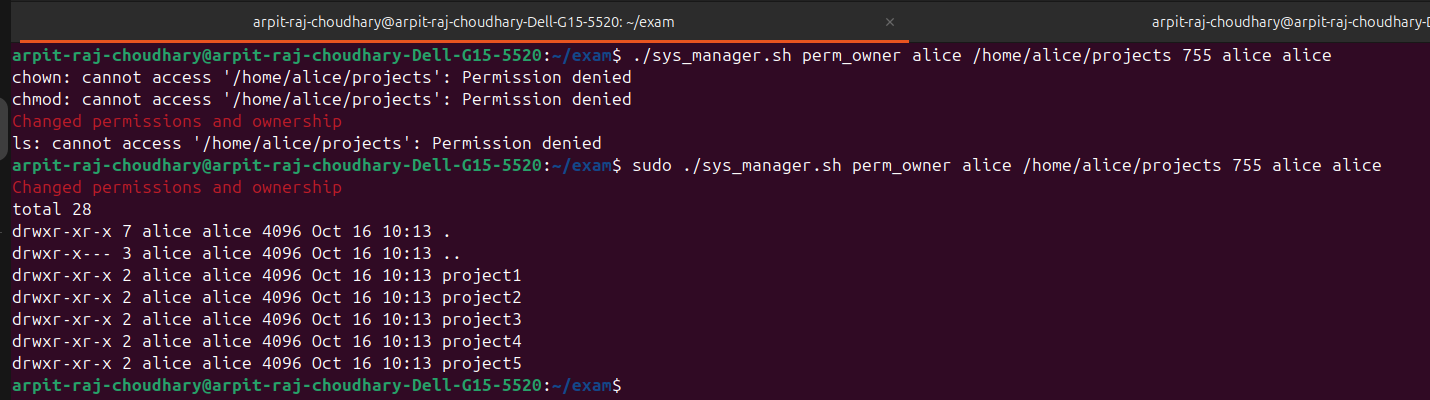 arpit-raj-choudhary@arpit-raj-choudhary-Dell-G15-5520: ~/exam × arpit-raj-choudhary@arpit-raj-choudhary-D
arpit-raj-choudhary@arpit-raj-choudhary-Dell-G15-5520:~/exam$ ./sys_manager.sh perm_owner alice /home/alice/projects 755 alice alice
chown: cannot access '/home/alice/projects': Permission denied
chmod: cannot access '/home/alice/projects': Permission denied
Changed permissions and ownership
ls: cannot access '/home/alice/projects': Permission denied
arpit-raj-choudhary@arpit-raj-choudhary-Dell-G15-5520:~/exam$ sudo ./sys_manager.sh perm_owner alice /home/alice/projects 755 alice alice
Changed permissions and ownership
total 28
drwxr-xr-x 7 alice alice 4096 Oct 16 10:13 .
drwxr-x--- 3 alice alice 4096 Oct 16 10:13 ..
drwxr-xr-x 2 alice alice 4096 Oct 16 10:13 project1
drwxr-xr-x 2 alice alice 4096 Oct 16 10:13 project2
drwxr-xr-x 2 alice alice 4096 Oct 16 10:13 project3
drwxr-xr-x 2 alice alice 4096 Oct 16 10:13 project4
drwxr-xr-x 2 alice alice 4096 Oct 16 10:13 project5
arpit-raj-choudhary@arpit-raj-choudhary-Dell-G15-5520:~/exam$